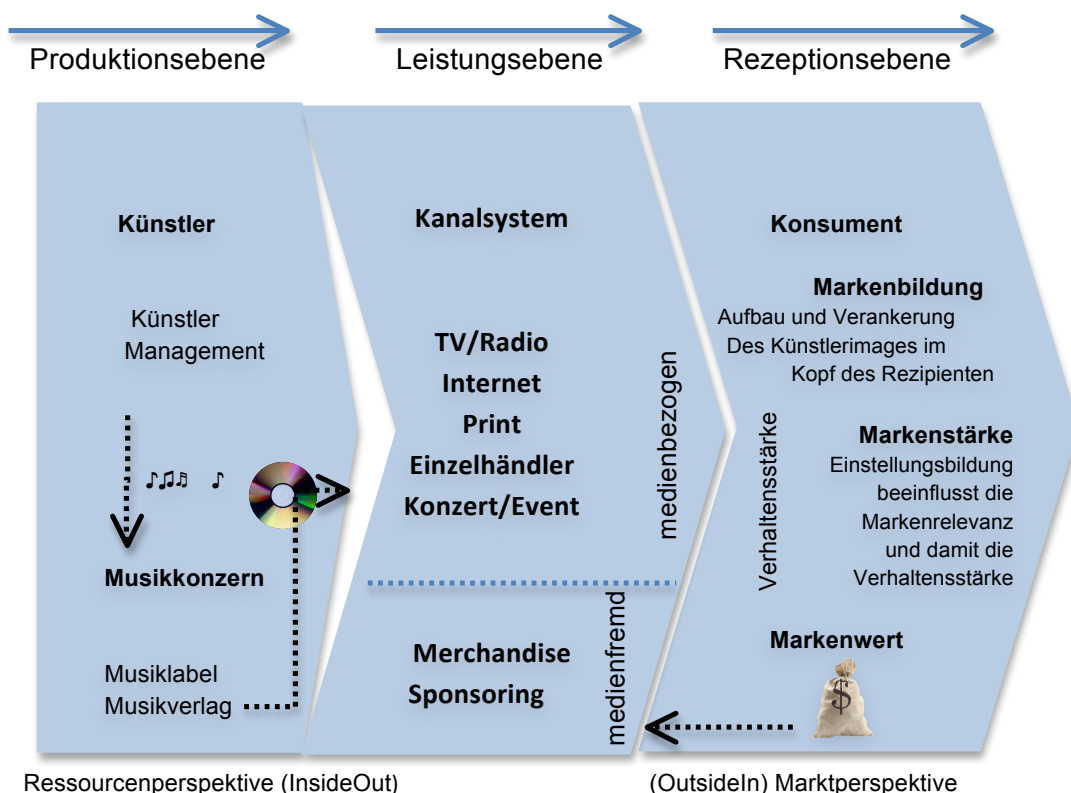 Produktionsebene
Leistungsebene
Rezeptionsebene
Künstler
Künstler
Management
Musikkonzern
Musiklabel
Musikverlag
Kanalsystem
TV/Radio
Internet
Print
Einzelhändler
Konzert/Event
medienbezogen
Merchandise
Sponsoring
medienfremd
Konsument
Markenbildung
Aufbau und Verankerung
Des Künstlerimages im
Kopf des Rezipienten
Verhaltensstärke
Markenstärke
Einstellungsbildung
beeinflusst die
Markenrelevanz
und damit die
Verhaltensstärke
Markenwert
$
Ressourcenperspektive (InsideOut)
(OutsideIn) Marktperspektive